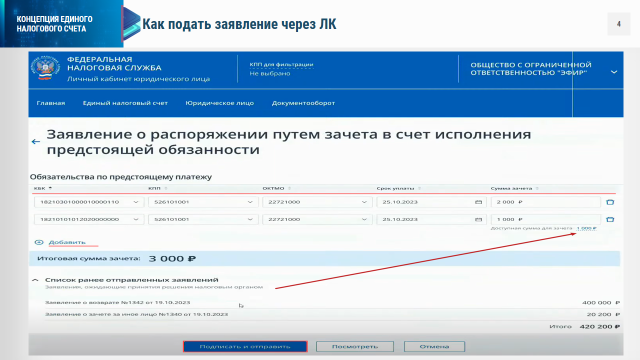 КОНЦЕПЦИЯ ЕДИНОГО
НАЛОГОВОГО СЧЕТА
Как подать заявление через ЛК
4
ФЕДЕРАЛЬНАЯ
НАЛОГОВАЯ СЛУЖБА
Личный кабинет юридического лица
КПП для фильтрации
Не выбрано
ОБЩЕСТВО С ОГРАНИЧЕННОЙ
ОТВЕТСТВЕННОСТЬЮ "ЭФИР"
Главная Единый налоговый счет Юридическое лицо Документооборот
Заявление о распоряжении путем зачета в счет исполнения
предстоящей обязанности
Обязательства по предстоящему платежу
КБК КПП ОКТМО Срок уплаты Сумма зачета
18210301000010000110 526101001 22721000 25.10.2023 2 000 ₽
18210101012020000000 526101001 22721000 25.10.2023 1 000 ₽
Доступная сумма для зачета
Добавить
Итоговая сумма зачета: 3 000 ₽
Список ранее отправленных заявлений
Заявления, ожидающие принятия решения налоговым органом
Заявление о возврате №1342 от 19.10.2023 400 000 ₽
Заявление о зачете за иное лицо №1340 от 19.10.2023 20 200 ₽
Итого 420 200 ₽
Подписать и отправить Посмотреть Отмена